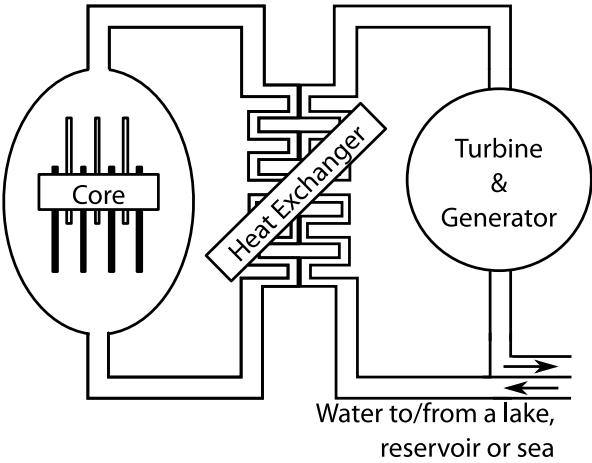 Core
Heat Exchanger
Turbine
&
Generator
Water to/from a lake,
reservoir or sea